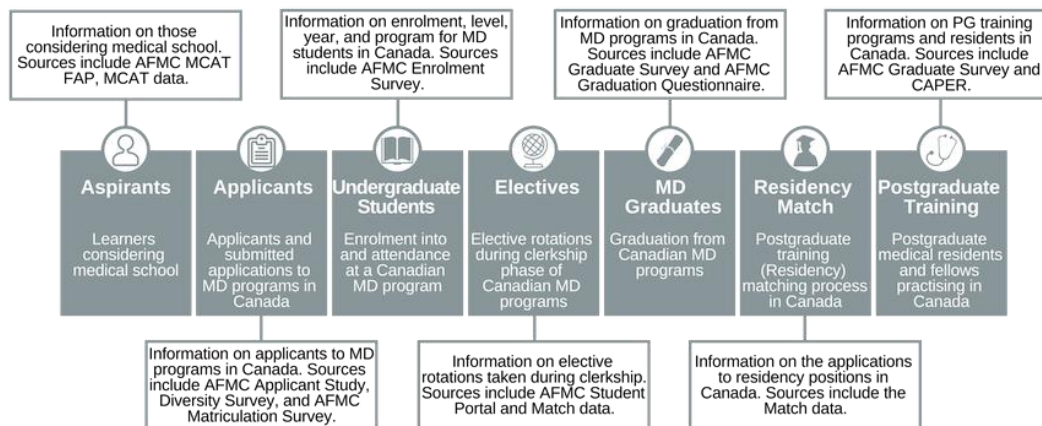 Information on those
considering medical school.
Sources include AFMC MCAT
FAP, MCAT data.
Information on enrolment, level,
year, and program for MD
students in Canada. Sources
include AFMC Enrolment
Survey.
Information on graduation from
MD programs in Canada.
Sources include AFMC
Graduate Survey and AFMC
Graduation Questionnaire.
Information on PG training
programs and residents in
Canada. Sources include
AFMC Graduate Survey and
CAPER.
Aspirants
Learners
considering
medical school
Applicants
Applicants and
submitted
applications to
MD programs in
Canada
Undergraduate
Students
Enrolment into
and attendance
at a Canadian
MD program
Electives
Elective rotations
during clerkship
phase of
Canadian MD
programs
MD
Graduates
Graduation from
Canadian MD
programs
Residency
Match
Postgraduate
training
(Residency)
matching process
in Canada
Postgraduate
Training
Postgraduate
medical residents
and fellows
practising in
Canada
Information on applicants to MD
programs in Canada. Sources
include AFMC Applicant Study,
Diversity Survey, and AFMC
Matriculation Survey.
Information on elective
rotations taken during clerkship.
Sources include AFMC Student
Portal and Match data.
Information on the applications
to residency positions in
Canada. Sources include the
Match data.